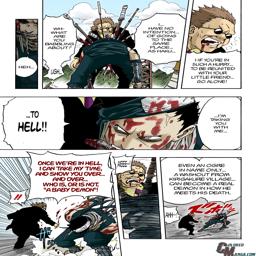 IF YOU'RE IN
SUCH A HURRY
TO BE REUNITED
WITH YOUR
LITTLE FRIEND...
GO ALONE!
I
HAVE NO
INTENTION...
OF GOING
TO THE SAME
PLACE...
AS HAKU...
WH-
WHAT
ARE YOU
BABBLING
ABOUT?
HEH...
...I'M
TAKING
YOU
WITH
ME...
...TO
HELL!!
EVEN AN OGRE
IN NAME ONLY...
A WASHOUT FROM
KIRIGAKURE VILLAGE...
CAN BECOME A REAL
DEMON IN HOW HE
MEETS HIS DEATH.
ONCE WE'RE IN HELL,
I CAN TAKE MY TIME,
AND SHOW YOU OVER...
AND OVER...
WHO IS, OR IS NOT,
"A BABY DEMON"!
COLORED
MANGA.COM